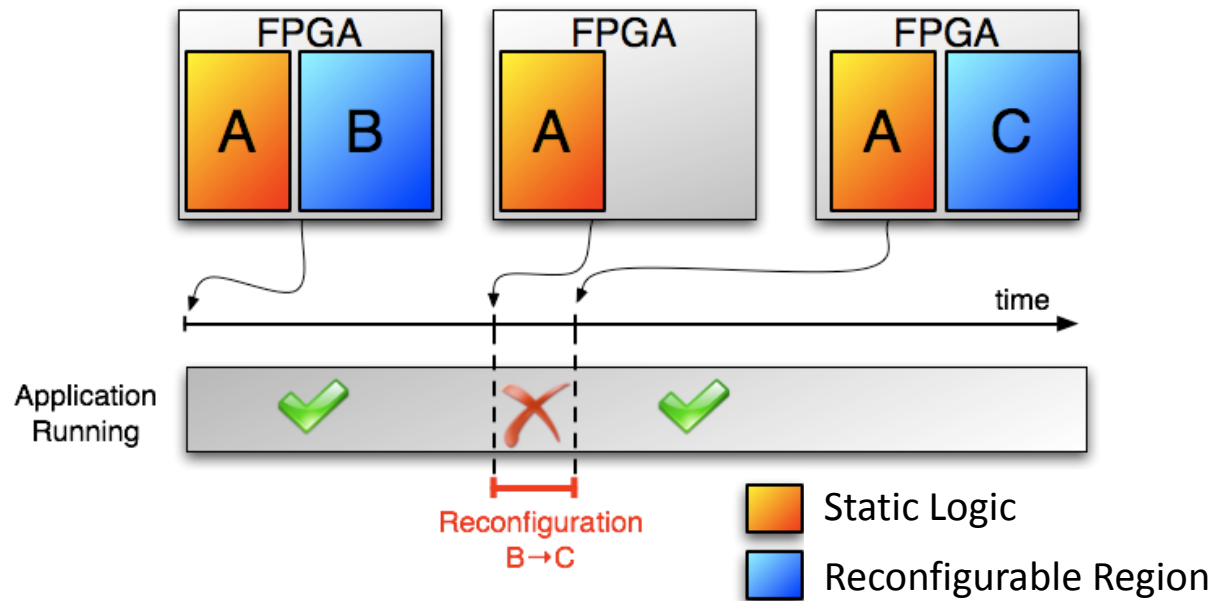 FPGA
FPGA
FPGA
A
B
A
A
C
time
Application
Running
Reconfiguration
B→C
Static Logic
Reconfigurable Region